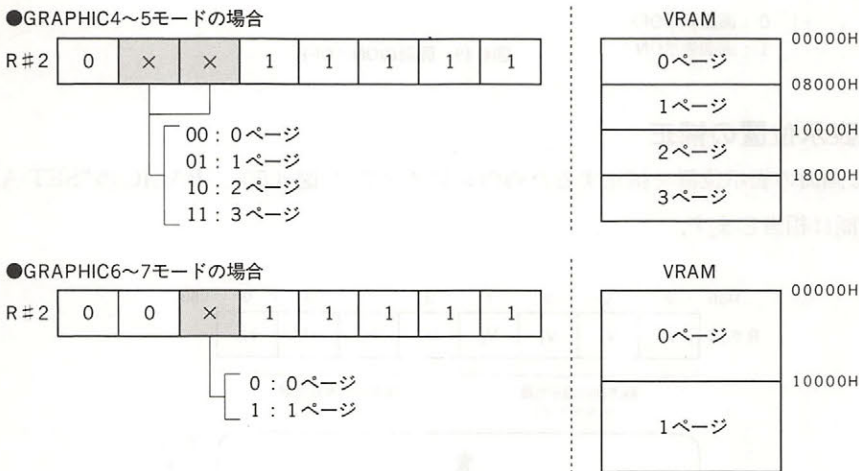 ●GRAPHIC4〜5モードの場合
VRAM
R♯2 0 × × 1 1 1 1 1
00:0ページ
01:1ページ
10:2ページ
11:3ページ
00000H
0ページ
08000H
1ページ
10000H
2ページ
18000H
3ページ
●GRAPHIC6〜7モードの場合
VRAM
R♯2 0 0 × 1 1 1 1 1
0:0ページ
1:1ページ
00000H
0ページ
10000H
1ページ